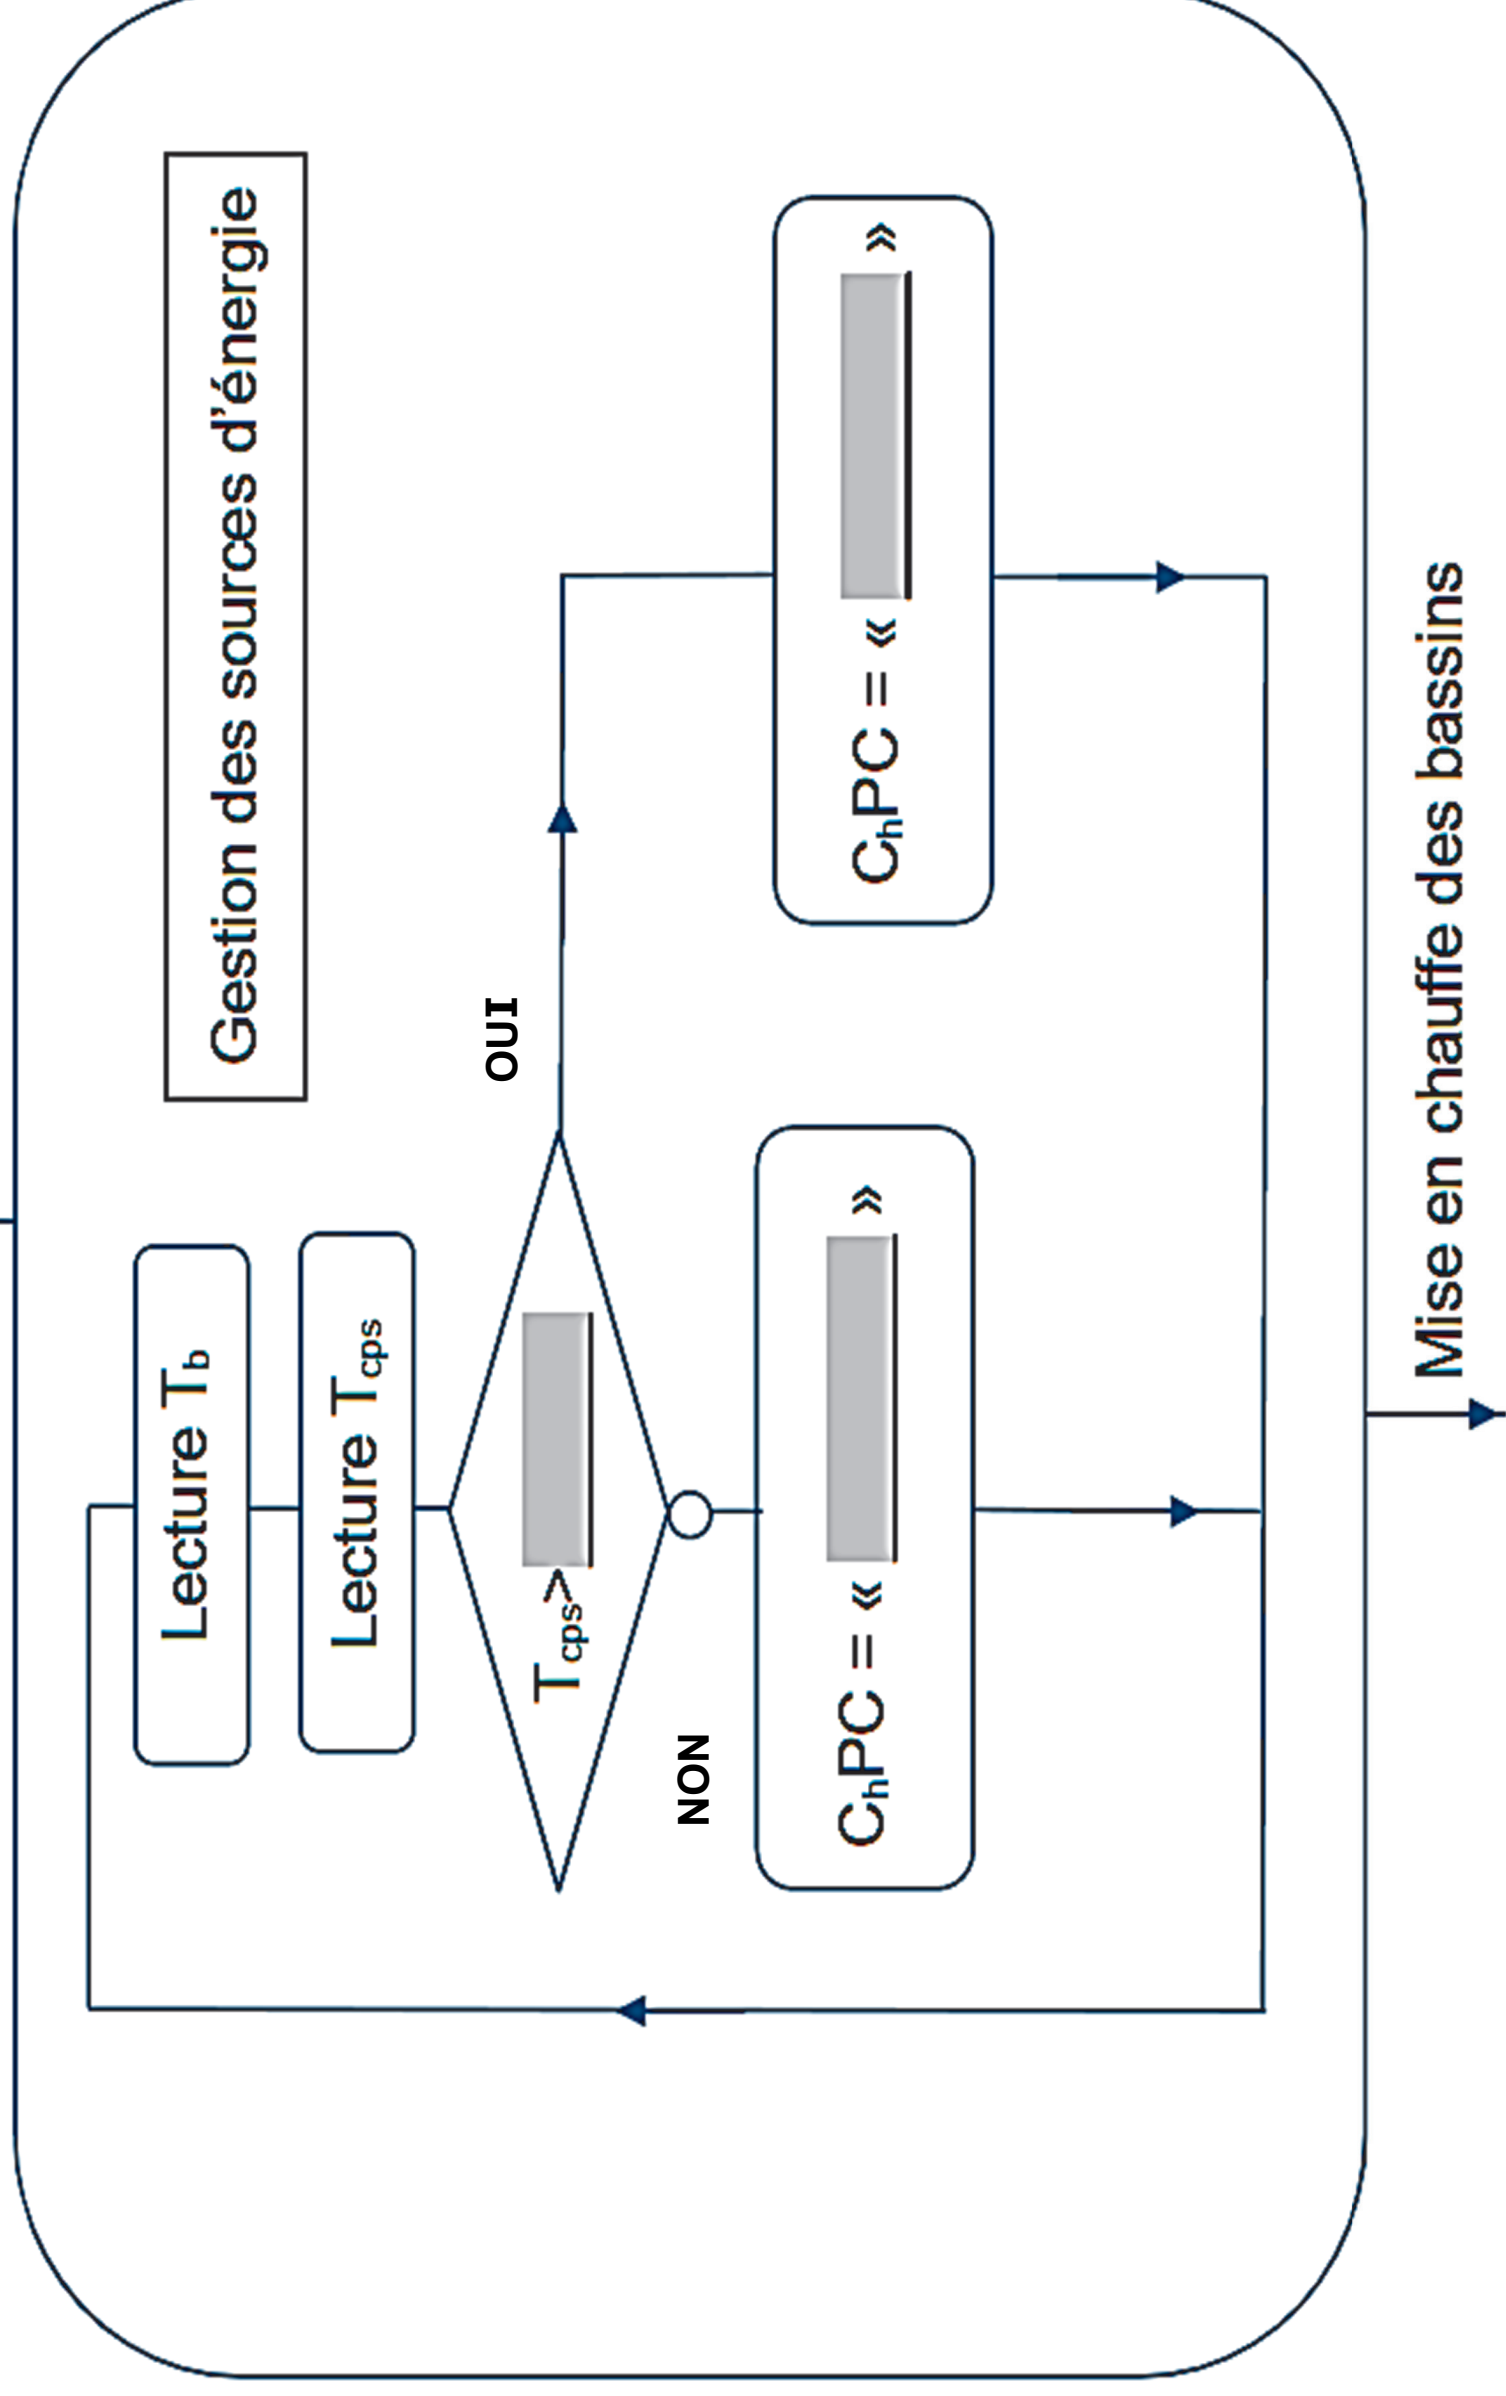 Gestion des sources d’énergie
Lecture Tb
Lecture Tcps
Tcps>
OUI
NON
ChPC = « »
ChPC = « »
Mise en chauffe des bassins